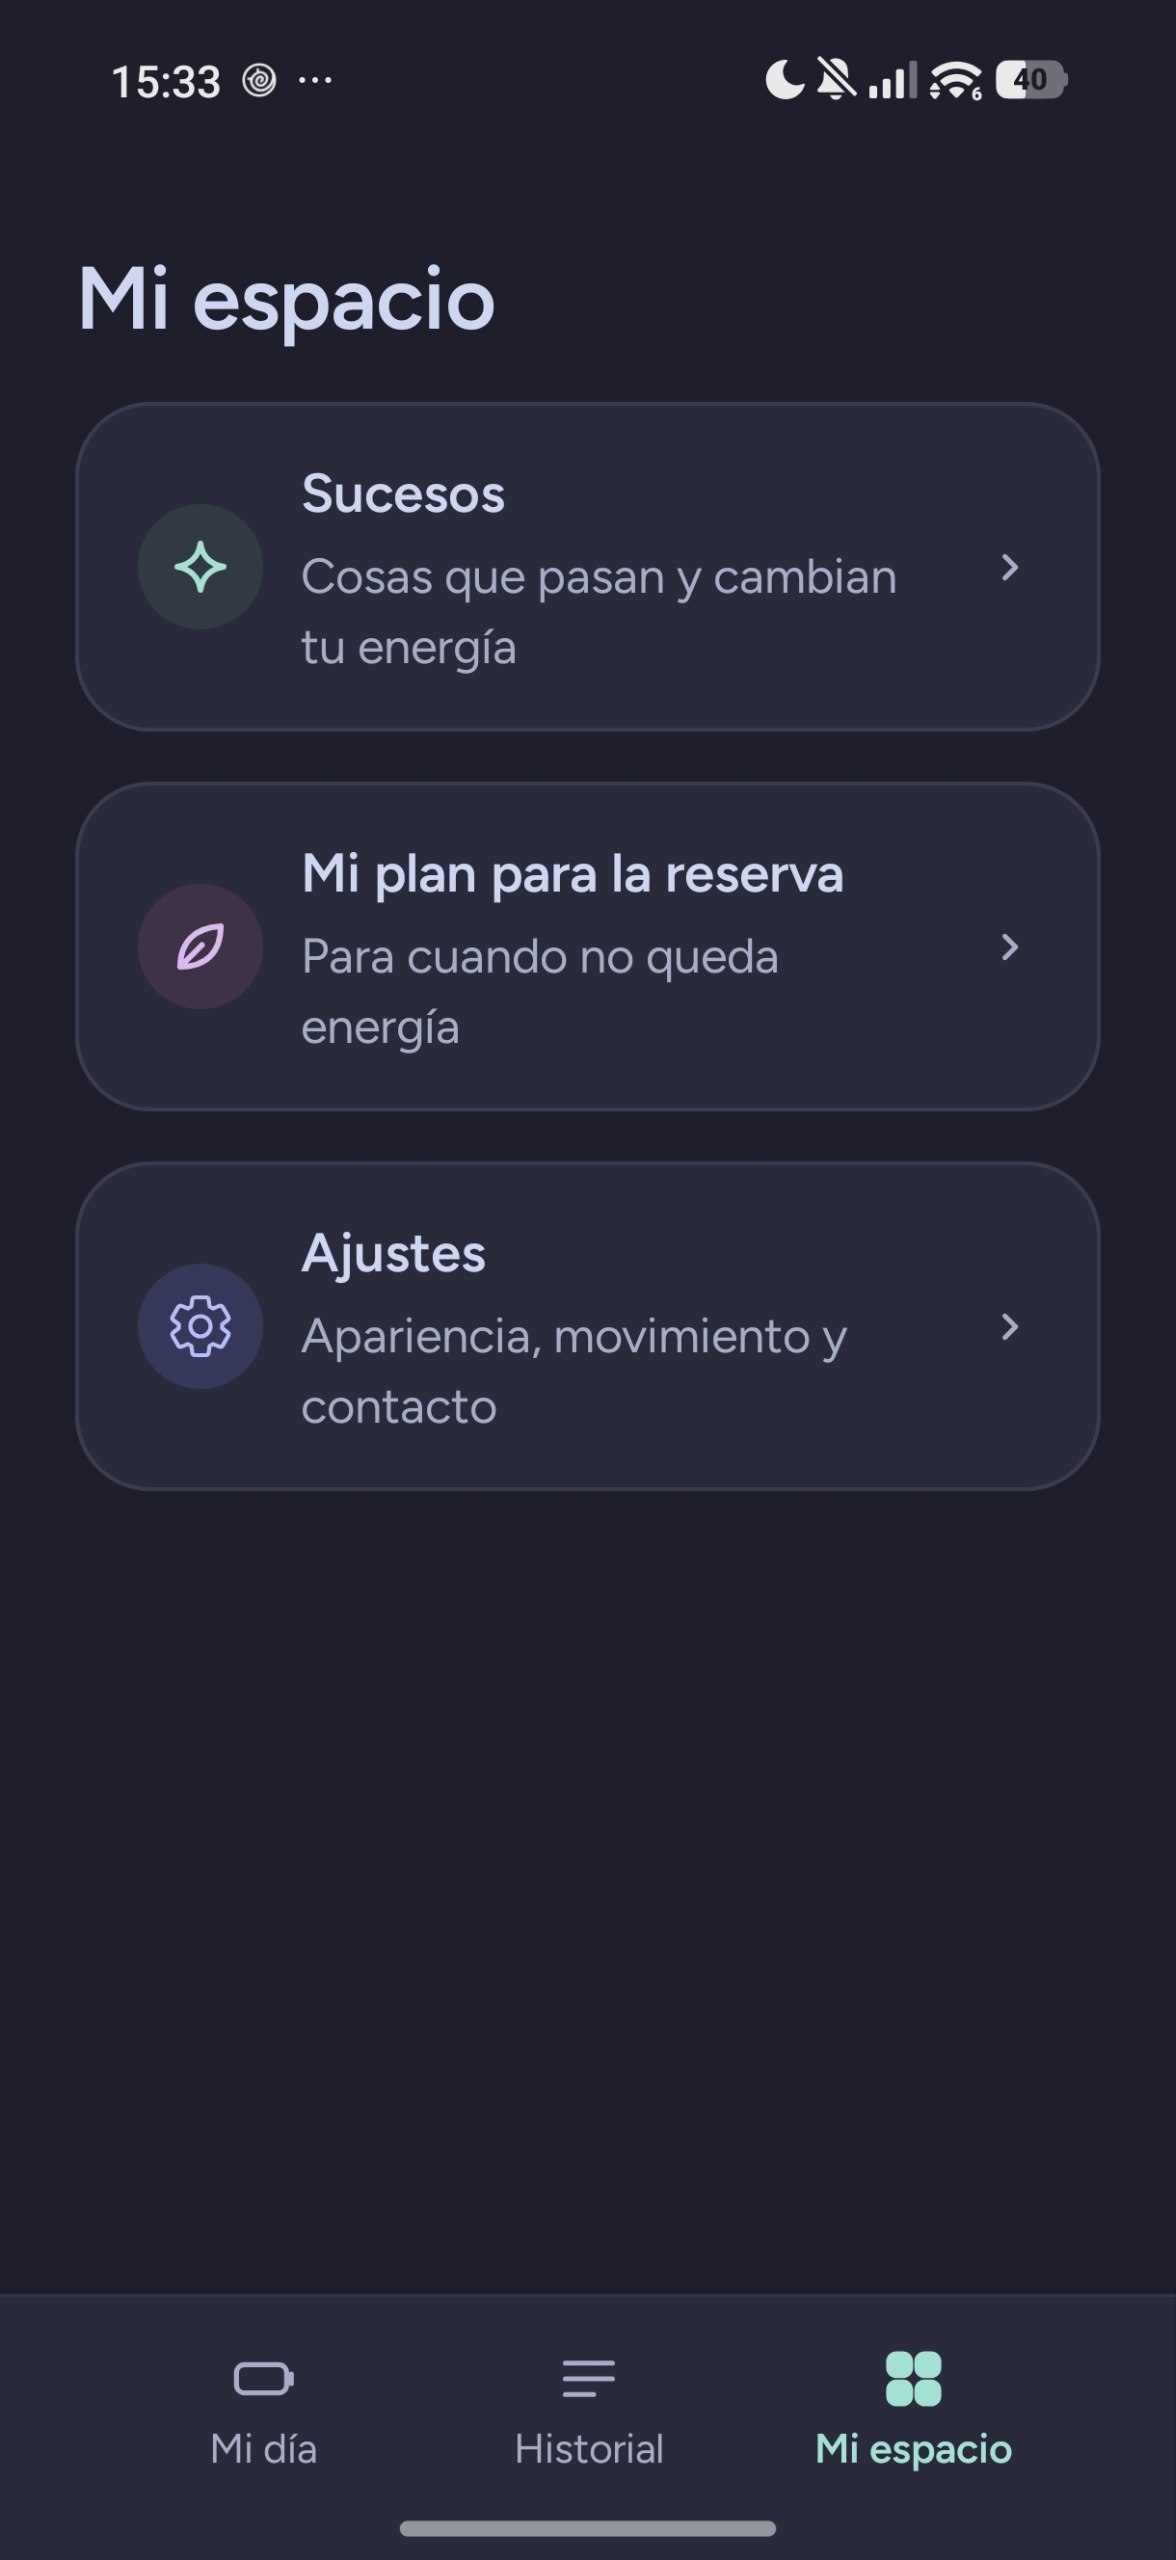 15:33
6
40
Mi espacio
Sucesos
Cosas que pasan y cambian
tu energía
Mi plan para la reserva
Para cuando no queda
energía
Ajustes
Apariencia, movimiento y
contacto
Mi día
Historial
Mi espacio